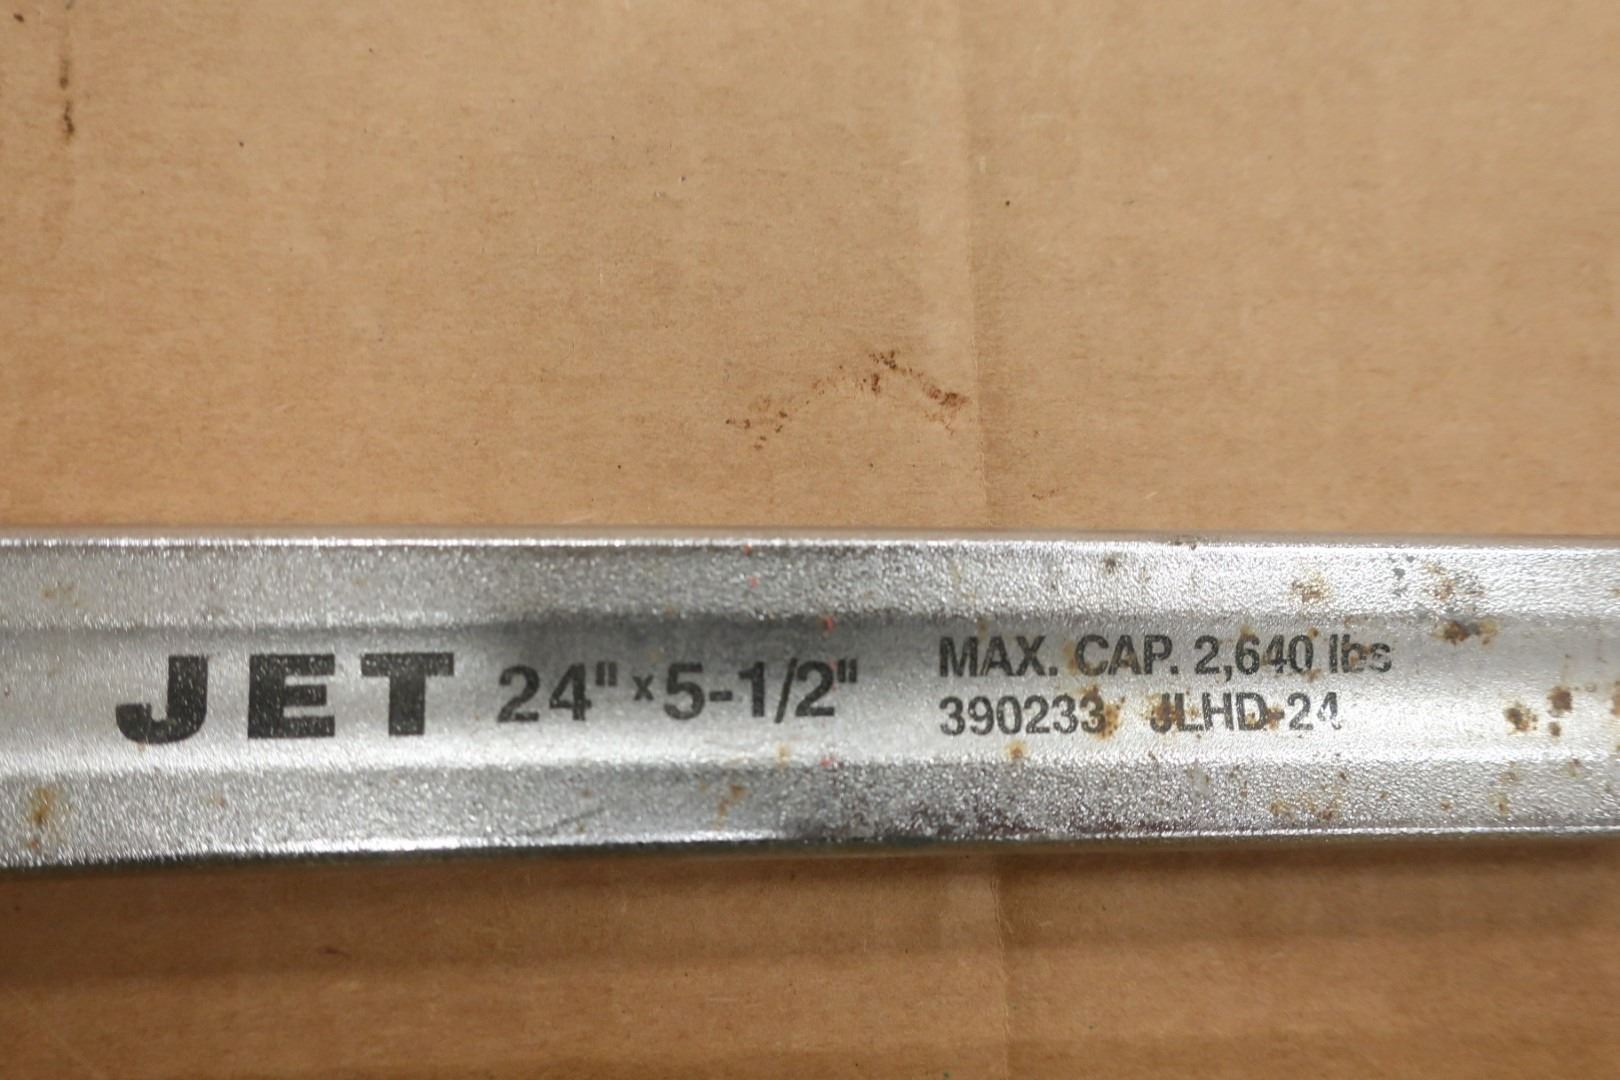 JET 24" x 5-1/2"
MAX. CAP. 2,640 lbs
390233 JLHD-24